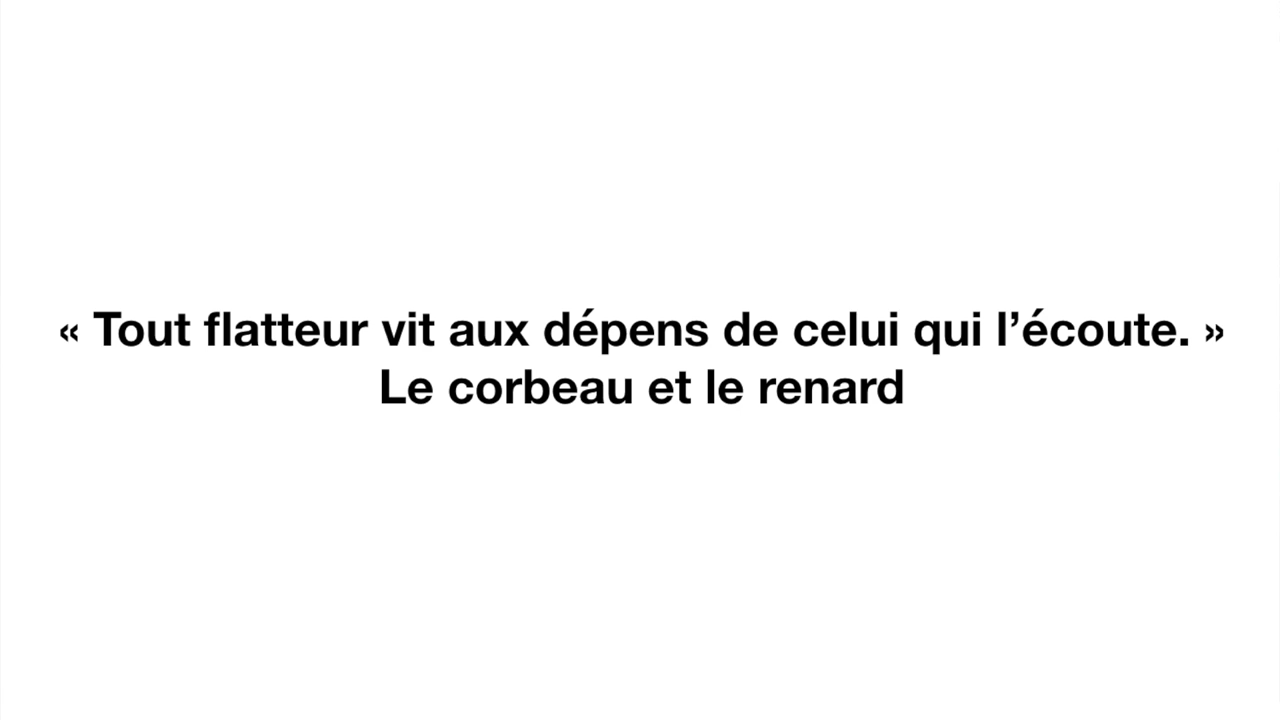 « Tout flatteur vit aux dépens de celui qui l’écoute. »
Le corbeau et le renard